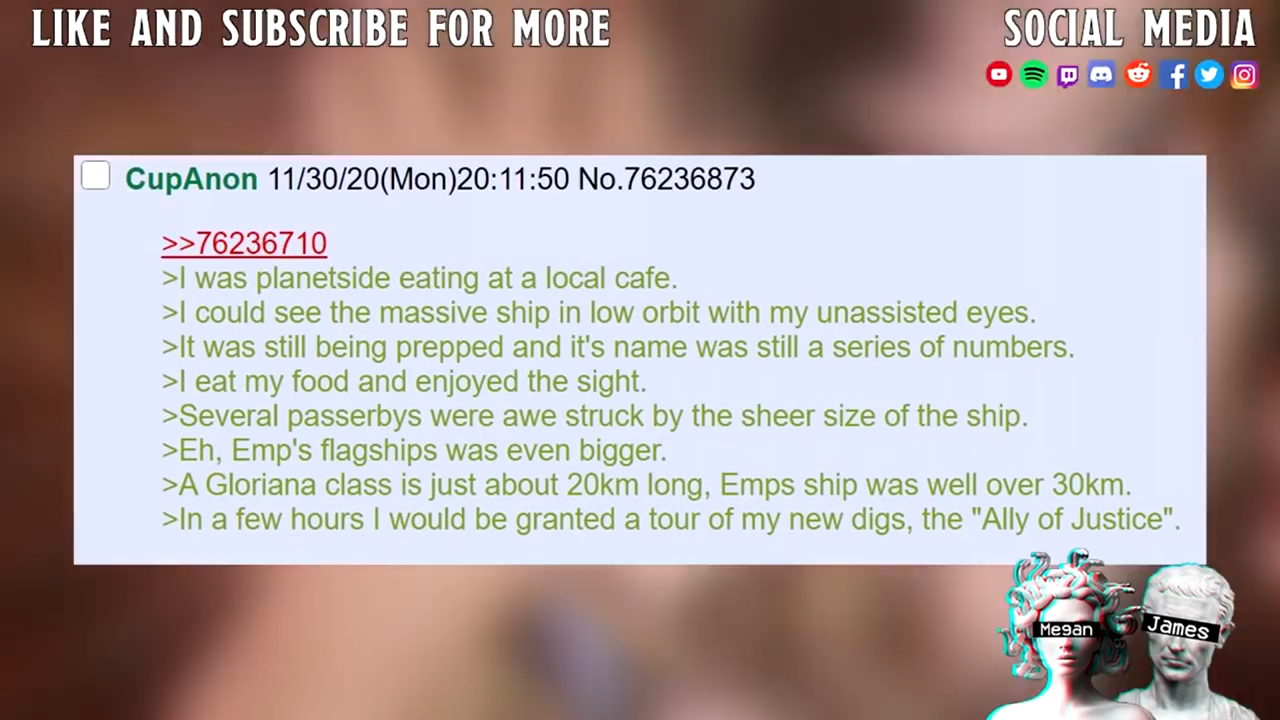 LIKE AND SUBSCRIBE FOR MORE
SOCIAL MEDIA
CupAnon 11/30/20(Mon)20:11:50 No.76236873
>>76236710
>I was planetside eating at a local cafe.
>I could see the massive ship in low orbit with my unassisted eyes.
>It was still being prepped and it's name was still a series of numbers.
>I eat my food and enjoyed the sight.
>Several passerbys were awe struck by the sheer size of the ship.
>Eh, Emp's flagships was even bigger.
>A Gloriana class is just about 20km long, Emps ship was well over 30km.
>In a few hours I would be granted a tour of my new digs, the "Ally of Justice".
Megan
James